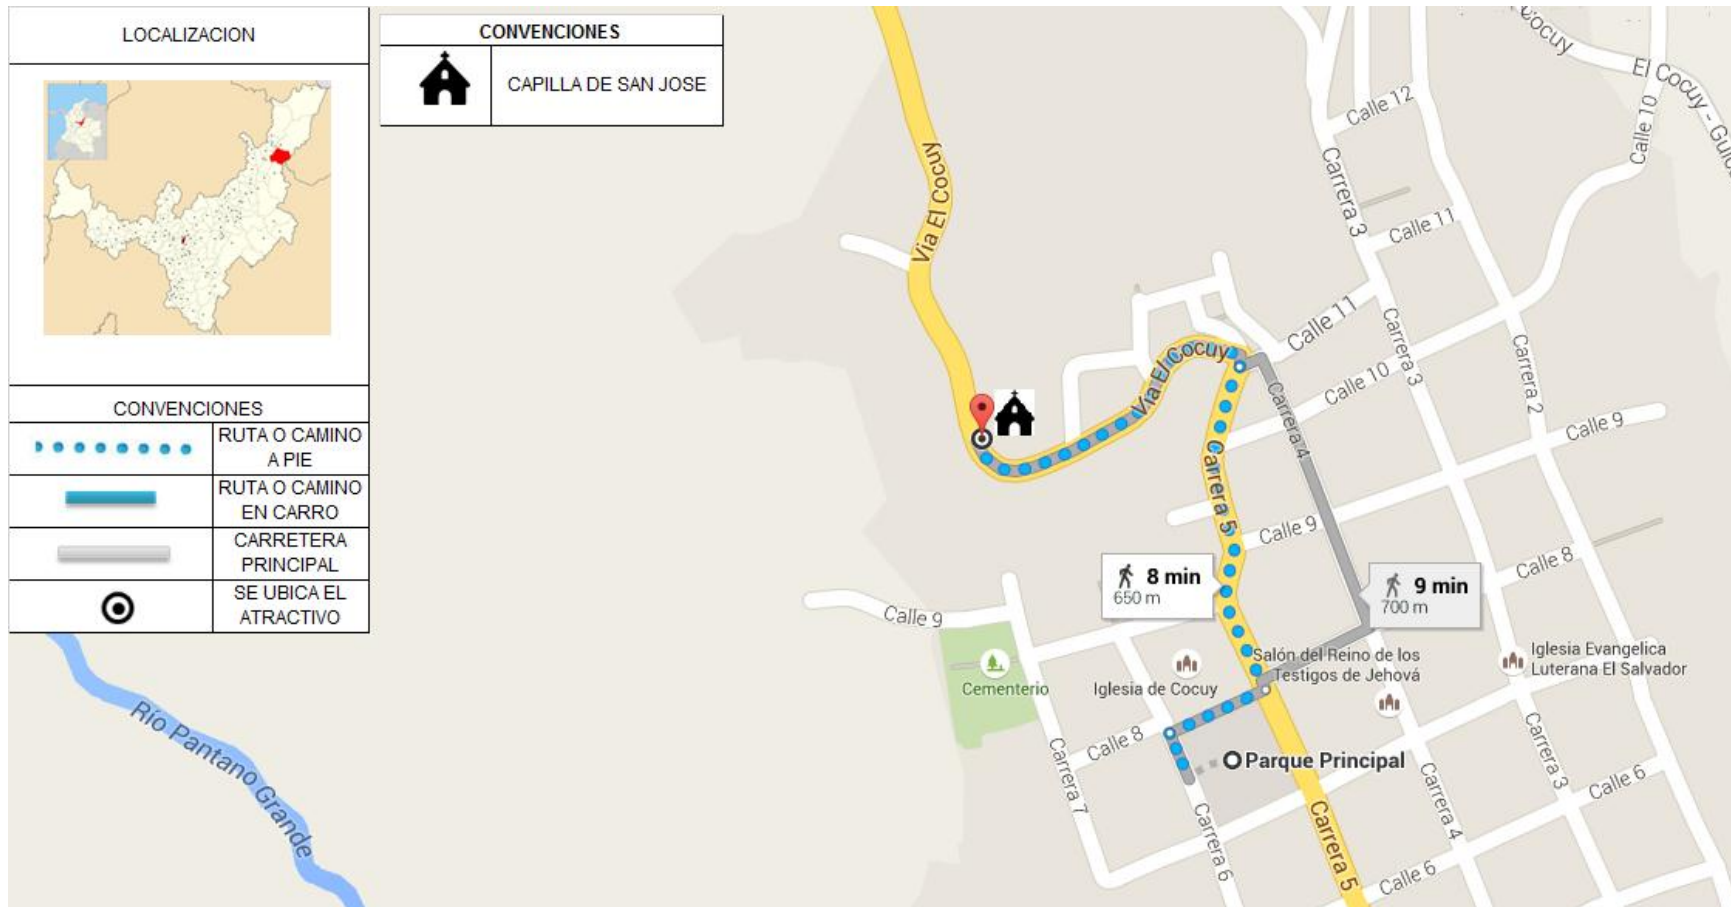 LOCALIZACION
CONVENCIONES
RUTA O CAMINO
A PIE
RUTA O CAMINO
EN CARRO
CARRETERA
PRINCIPAL
SE UBICA EL
ATRACTIVO
CONVENCIONES
CAPILLA DE SAN JOSE
Cocuy
El Cocuy - Güic
Calle 12
Calle 10
Via El Cocuy
Carrera 3
Calle 11
Calle 11
Carrera 3
Carrera 2
Via El Cocuy
Calle 10
Carrera 4
Calle 9
Carrera 5
Calle 9
8 min
650 m
9 min
700 m
Calle 8
Calle 9
Salón del Reino de los
Testigos de Jehová
Iglesia Evangelica
Luterana El Salvador
Cementerio
Iglesia de Cocuy
Río Pantano Grande
Calle 8
Parque Principal
Carrera 7
Carrera 6
Carrera 5
Carrera 4
Carrera 3
Calle 6
Calle 6